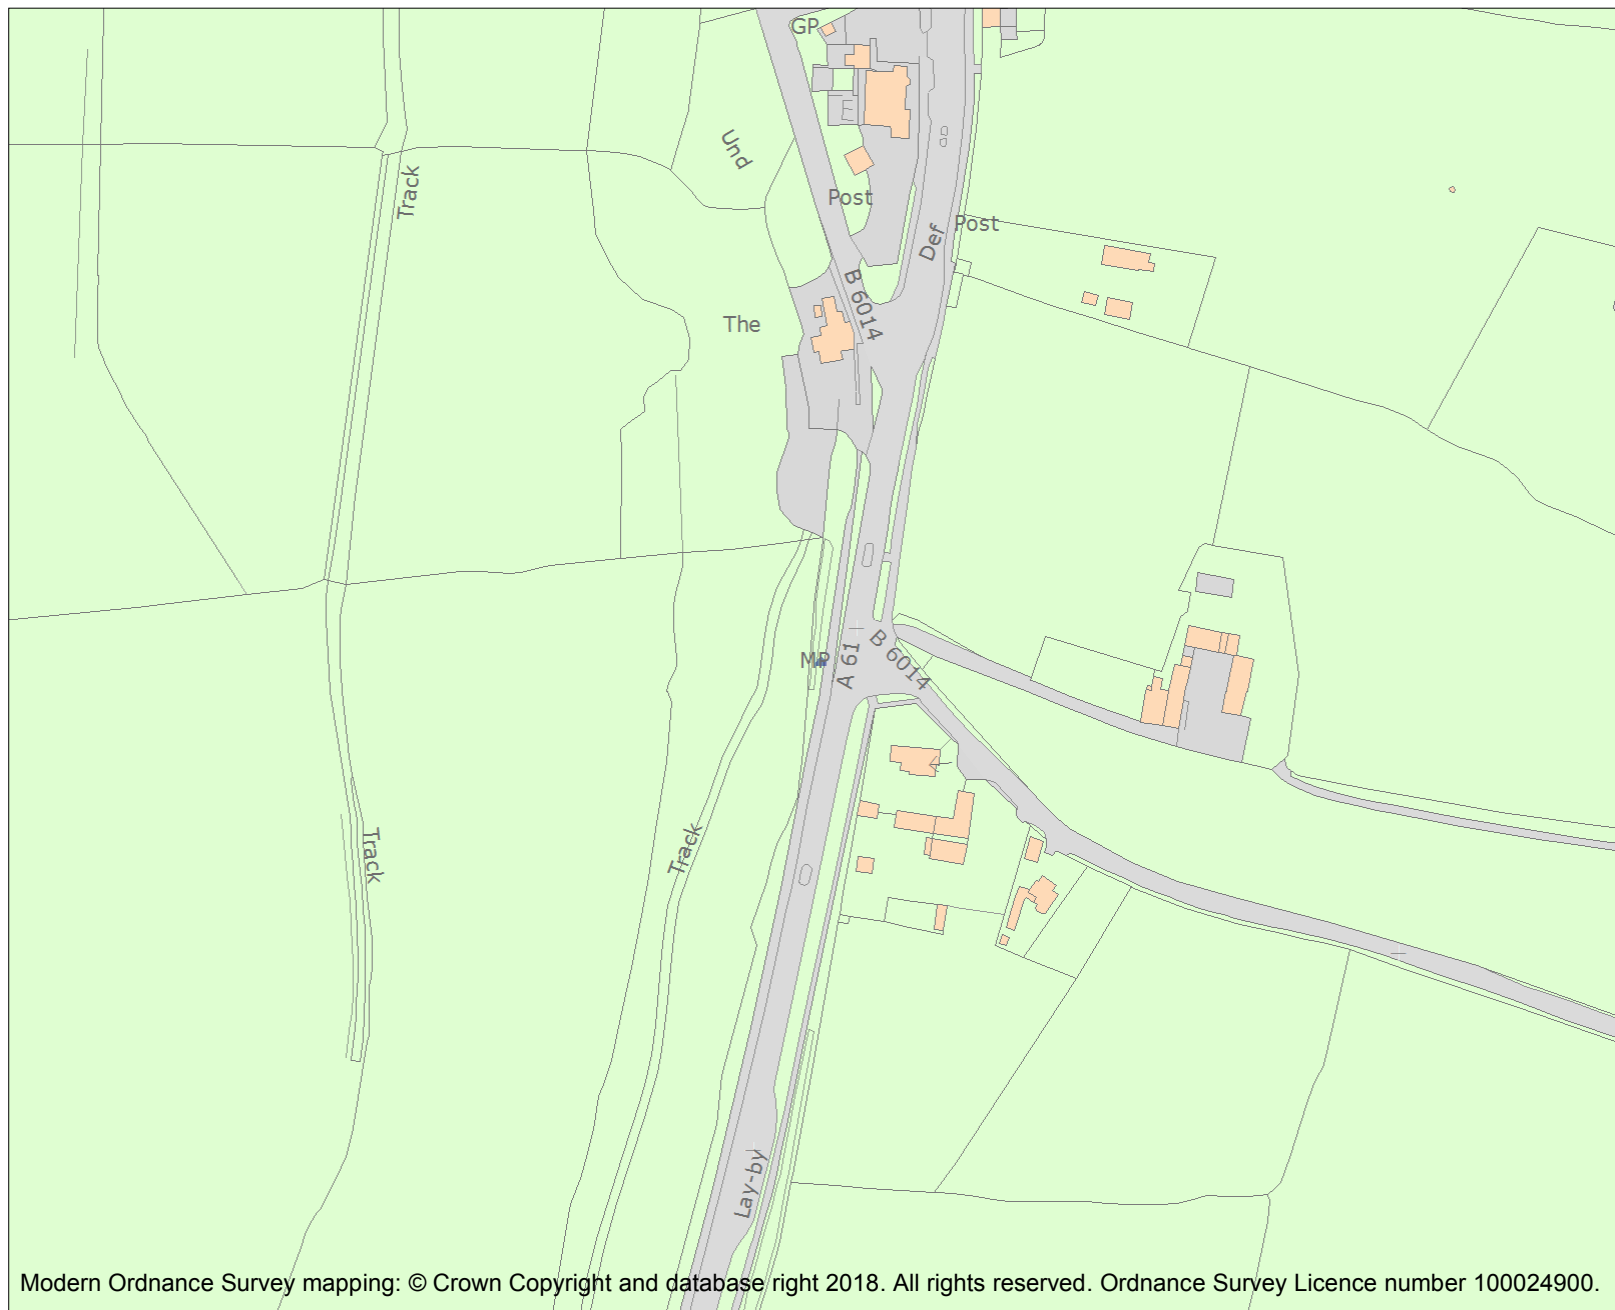 GP
Und
Track
Post
Post
Def
B 6014
The
B 6014
MP
A 61
Track
Track
Lay-by
Modern Ordnance Survey mapping: © Crown Copyright and database right 2018. All rights reserved. Ordnance Survey Licence number 100024900.